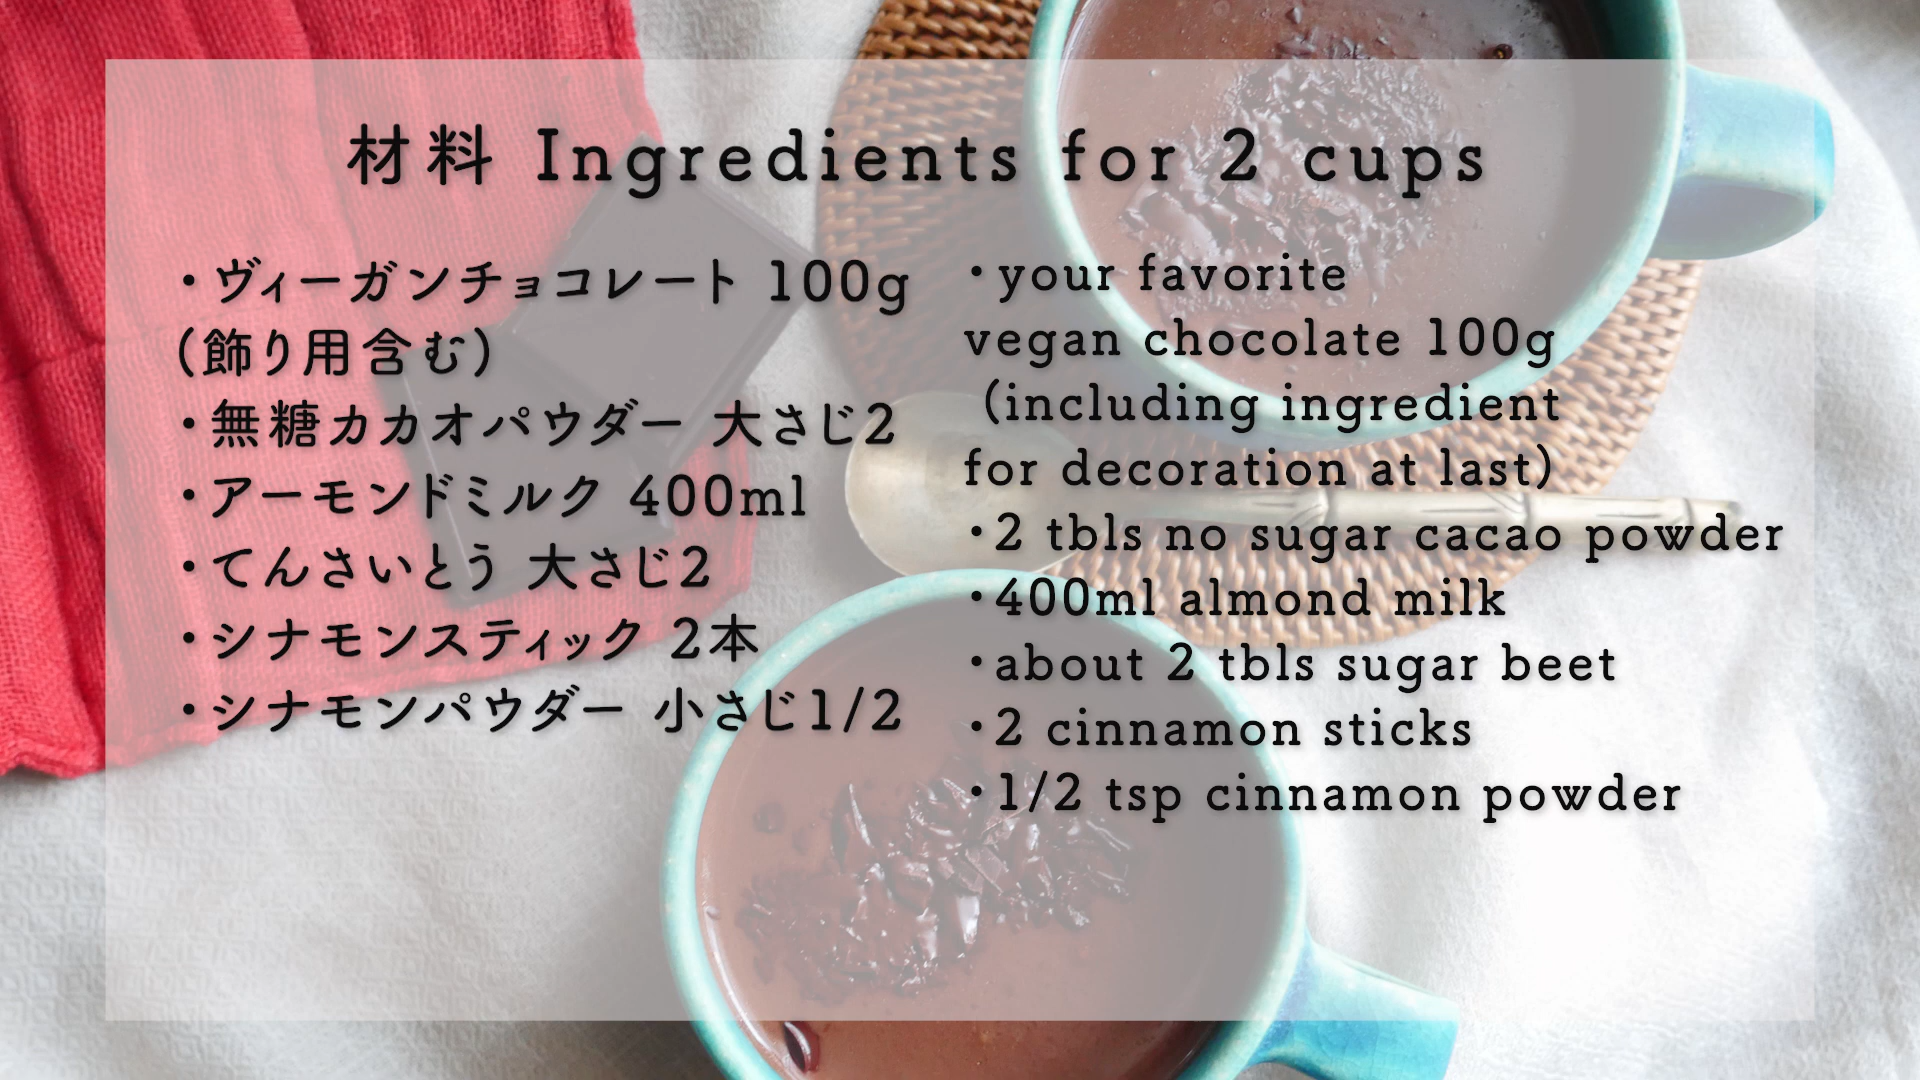 材料 Ingredients for 2 cups
・ヴィーガンチョコレート 100g
(飾り用含む)
・無糖カカオパウダー 大さじ2
・アーモンドミルク 400ml
・てんさいとう 大さじ2
・シナモンスティック 2本
・シナモンパウダー 小さじ1/2
・your favorite
vegan chocolate 100g
(including ingredient
for decoration at last)
・2 tbls no sugar cacao powder
・400ml almond milk
・about 2 tbls sugar beet
・2 cinnamon sticks
・1/2 tsp cinnamon powder